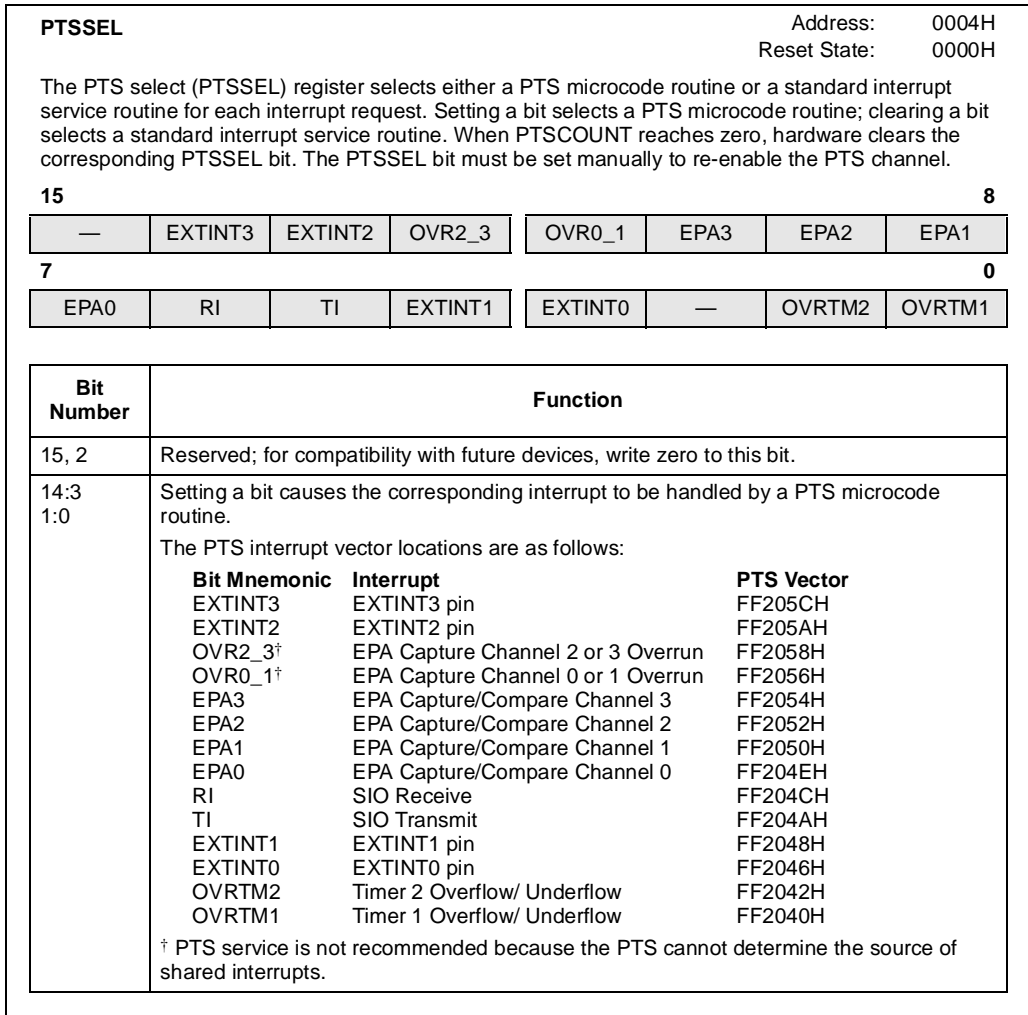 PTSSEL Address: 0004H
Reset State: 0000H
The PTS select (PTSSEL) register selects either a PTS microcode routine or a standard interrupt
service routine for each interrupt request. Setting a bit selects a PTS microcode routine; clearing a bit
selects a standard interrupt service routine. When PTSCOUNT reaches zero, hardware clears the
corresponding PTSSEL bit. The PTSSEL bit must be set manually to re-enable the PTS channel.
15 8
— EXTINT3 EXTINT2 OVR2_3 OVR0_1 EPA3 EPA2 EPA1
7 0
EPA0 RI TI EXTINT1 EXTINT0 — OVRTM2 OVRTM1
Bit
Number
Function
15, 2 Reserved; for compatibility with future devices, write zero to this bit.
14:3 Setting a bit causes the corresponding interrupt to be handled by a PTS microcode
1:0 routine.
The PTS interrupt vector locations are as follows:
Bit Mnemonic Interrupt PTS Vector
EXTINT3 EXTINT3 pin FF205CH
EXTINT2 EXTINT2 pin FF205AH
OVR2_3† EPA Capture Channel 2 or 3 Overrun FF2058H
OVR0_1† EPA Capture Channel 0 or 1 Overrun FF2056H
EPA3 EPA Capture/Compare Channel 3 FF2054H
EPA2 EPA Capture/Compare Channel 2 FF2052H
EPA1 EPA Capture/Compare Channel 1 FF2050H
EPA0 EPA Capture/Compare Channel 0 FF204EH
RI SIO Receive FF204CH
TI SIO Transmit FF204AH
EXTINT1 EXTINT1 pin FF2048H
EXTINT0 EXTINT0 pin FF2046H
OVRTM2 Timer 2 Overflow/ Underflow FF2042H
OVRTM1 Timer 1 Overflow/ Underflow FF2040H
† PTS service is not recommended because the PTS cannot determine the source of
shared interrupts.